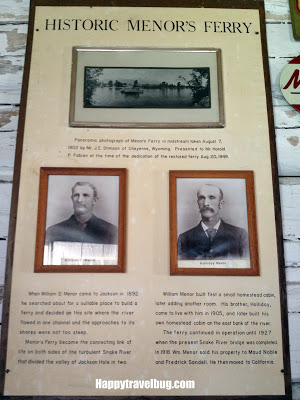 HISTORIC MENOR'S FERRY
Panoramic photograph of Menor's Ferry in midstream taken August 7,
1903 by Mr. J.E. Stimson of Cheyenne, Wyoming. Presented to Mr. Harold
P. Fabian at the time of the dedication of the restored ferry Aug. 20, 1949.
William D. Menor
Holliday Menor
When William D. Menor came to Jackson in 1892
he searched about for a suitable place to build a
ferry and decided on this site where the river
flowed in one channel and the approaches to its
shores were not too steep.
Menor's Ferry became the connecting link of
life on both sides of the turbulent Snake River
that divided the valley of Jackson Hole in two.
William Menor built first a small homestead cabin,
later adding another room. His brother, Holliday,
came to live with him in 1905, and later built his
own homestead cabin on the east bank of the river.
The ferry continued in operation until 1927
when the present Snake River bridge was completed.
In 1918 Wm. Menor sold his property to Maud Noble
and Fredrick Sandell. He then moved to California.
Happytravelbug.com